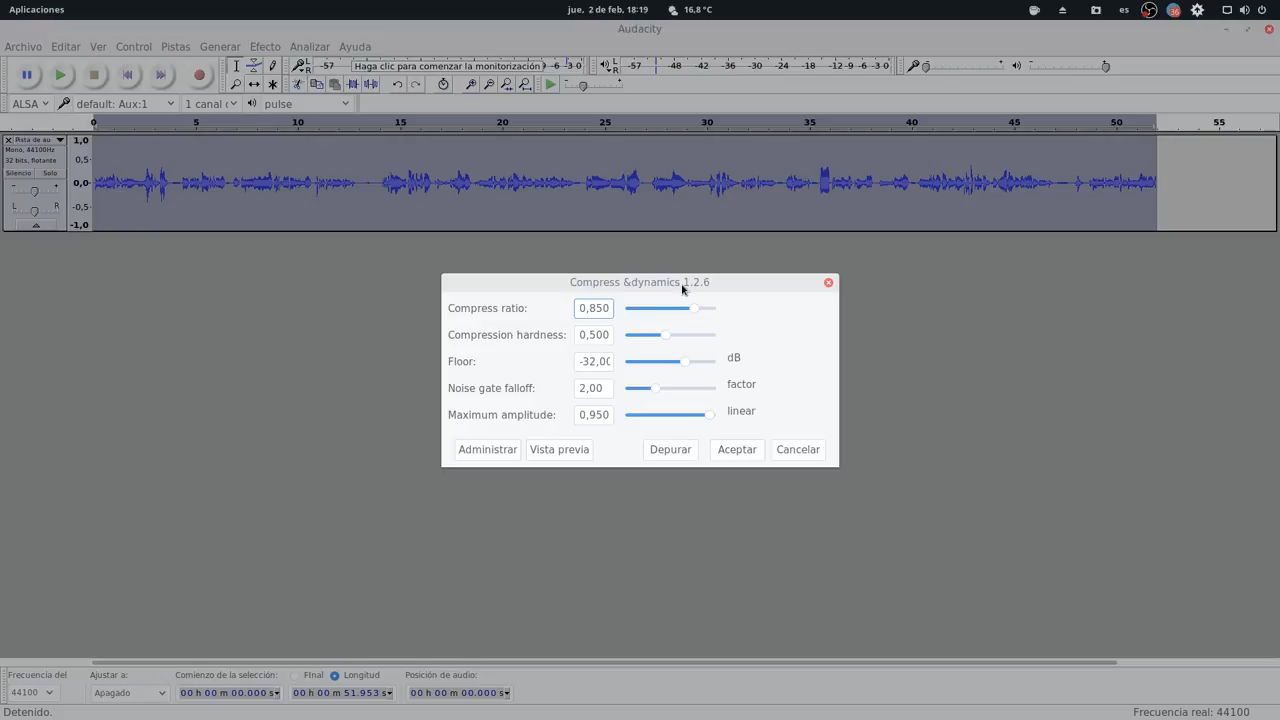 Aplicaciones
jue, 2 de feb, 18:19
16,8 °C
es
36
Audacity
Archivo Editar Ver Control Pistas Generar Efecto Analizar Ayuda
L R -57 Haga clic para comenzar la monitorización -6 -3 0
L R -57 -48 -42 -36 -30 -24 -18 -12 -9 -6 -3 0
ALSA default: Aux:1 1 canal ( pulse
0 5 10 15 20 25 30 35 40 45 50 55
Pista de au
Mono, 44100Hz
32 bits, flotante
Silencio Solo
- +
L R
1,0
0,5
0,0
-0,5
-1,0
Compress &dynamics 1.2.6
Compress ratio: 0,850
Compression hardness: 0,500
Floor: -32,00 dB
Noise gate falloff: 2,00 factor
Maximum amplitude: 0,950 linear
Administrar Vista previa Depurar Aceptar Cancelar
Frecuencia del Ajustar a: Comienzo de la selección: FInal Longitud Posición de audio:
44100 Apagado 00 h 00 m 00.000 s 00 h 00 m 51.953 s 00 h 00 m 00.000 s
Detenido. Frecuencia real: 44100